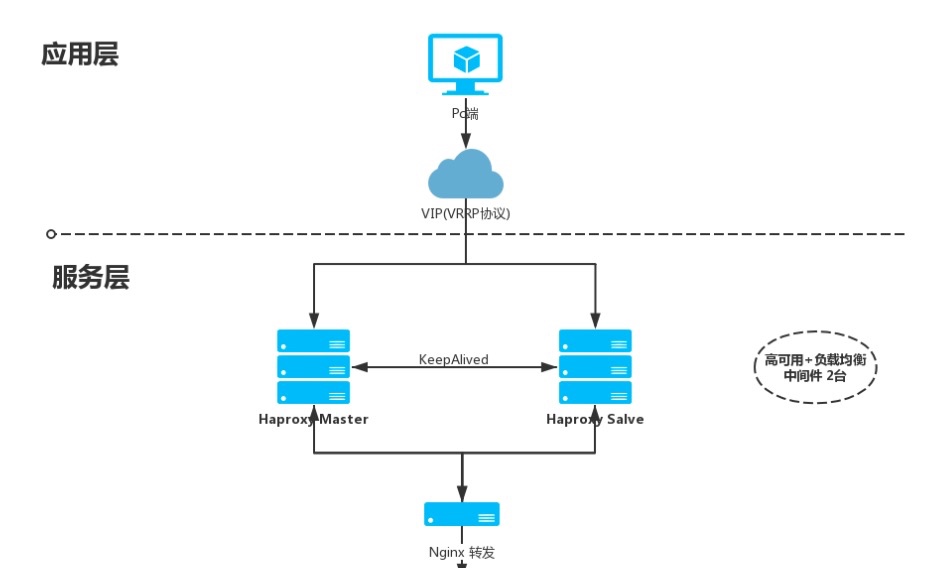 应用层
Pc端
VIP(VRRP协议)
服务层
KeepAlived
高可用+负载均衡
中间件 2台
Haproxy Master
Haproxy Salve
Nginx 转发